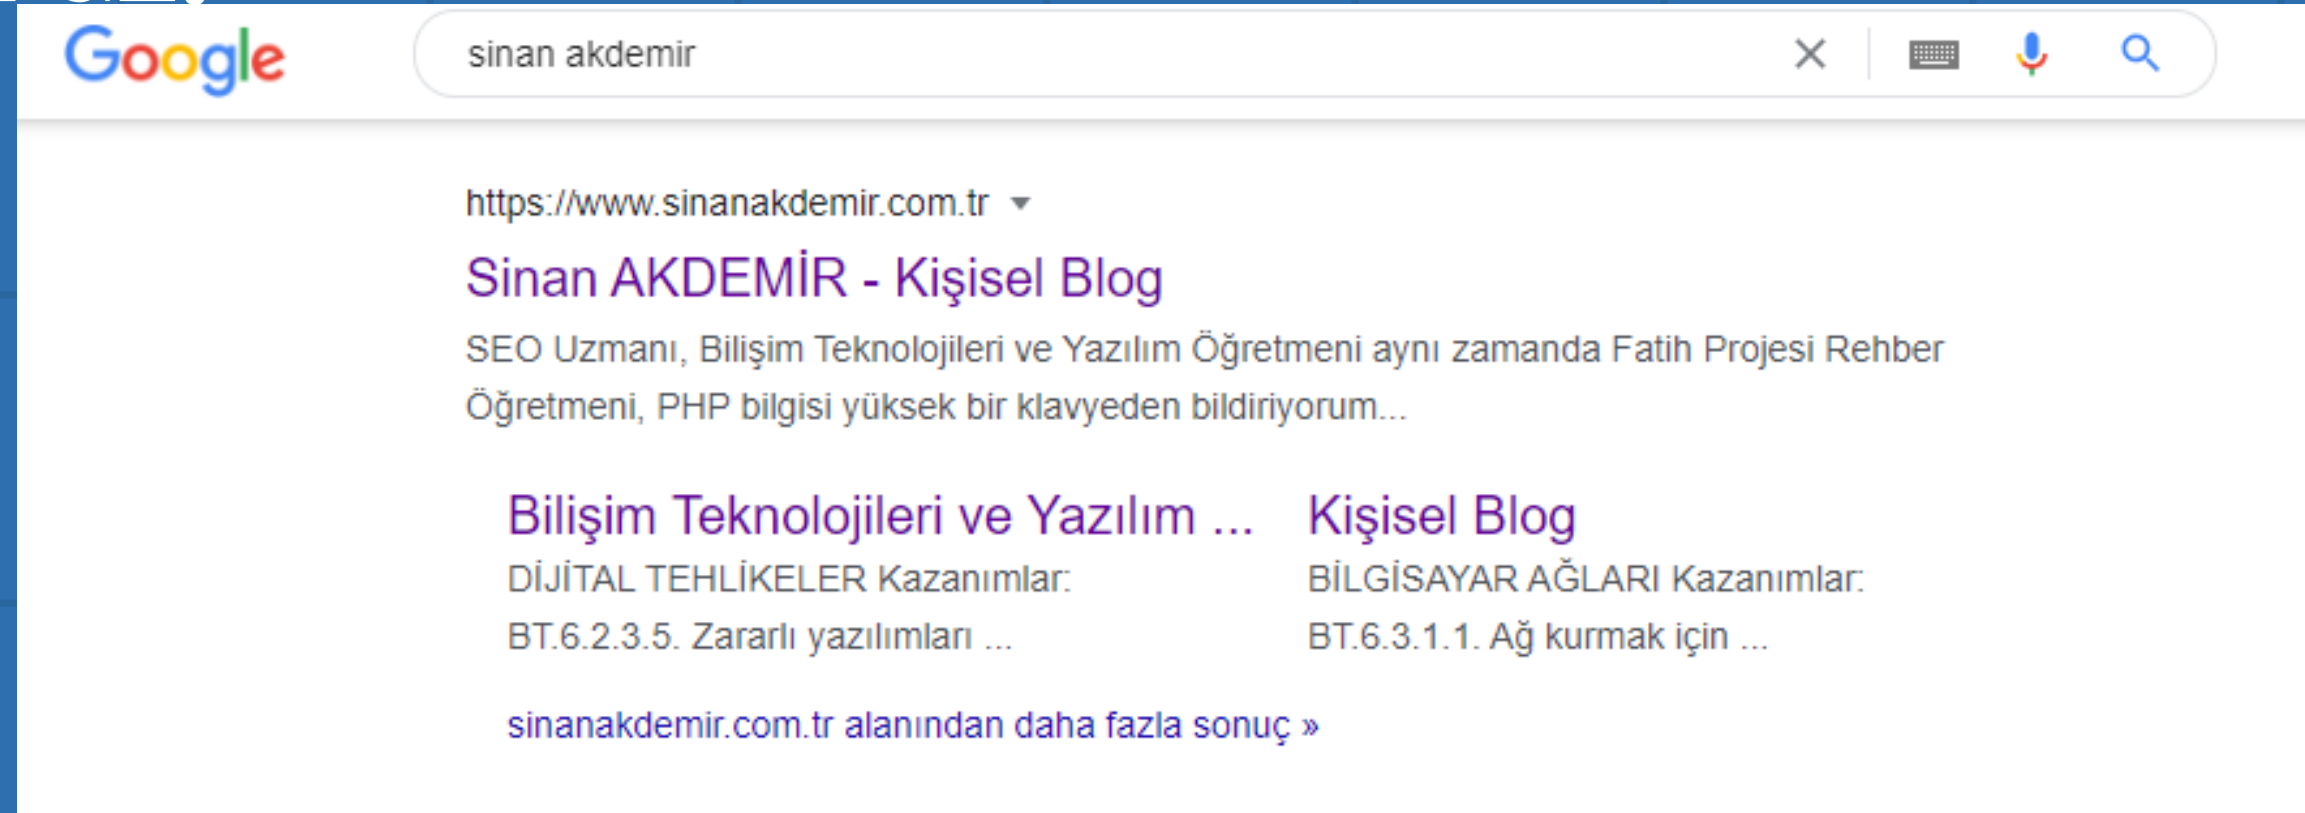 Google
sinan akdemir
https://www.sinanakdemir.com.tr
Sinan AKDEMİR - Kişisel Blog
SEO Uzmanı, Bilişim Teknolojileri ve Yazılım Öğretmeni aynı zamanda Fatih Projesi Rehber
Öğretmeni, PHP bilgisi yüksek bir klavyeden bildiriyorum...
Bilişim Teknolojileri ve Yazılım ...
DİJİTAL TEHLİKELER Kazanımlar:
BT.6.2.3.5. Zararlı yazılımları ...
Kişisel Blog
BİLGİSAYAR AĞLARI Kazanımlar:
BT.6.3.1.1. Ağ kurmak için ...
sinanakdemir.com.tr alanından daha fazla sonuç »